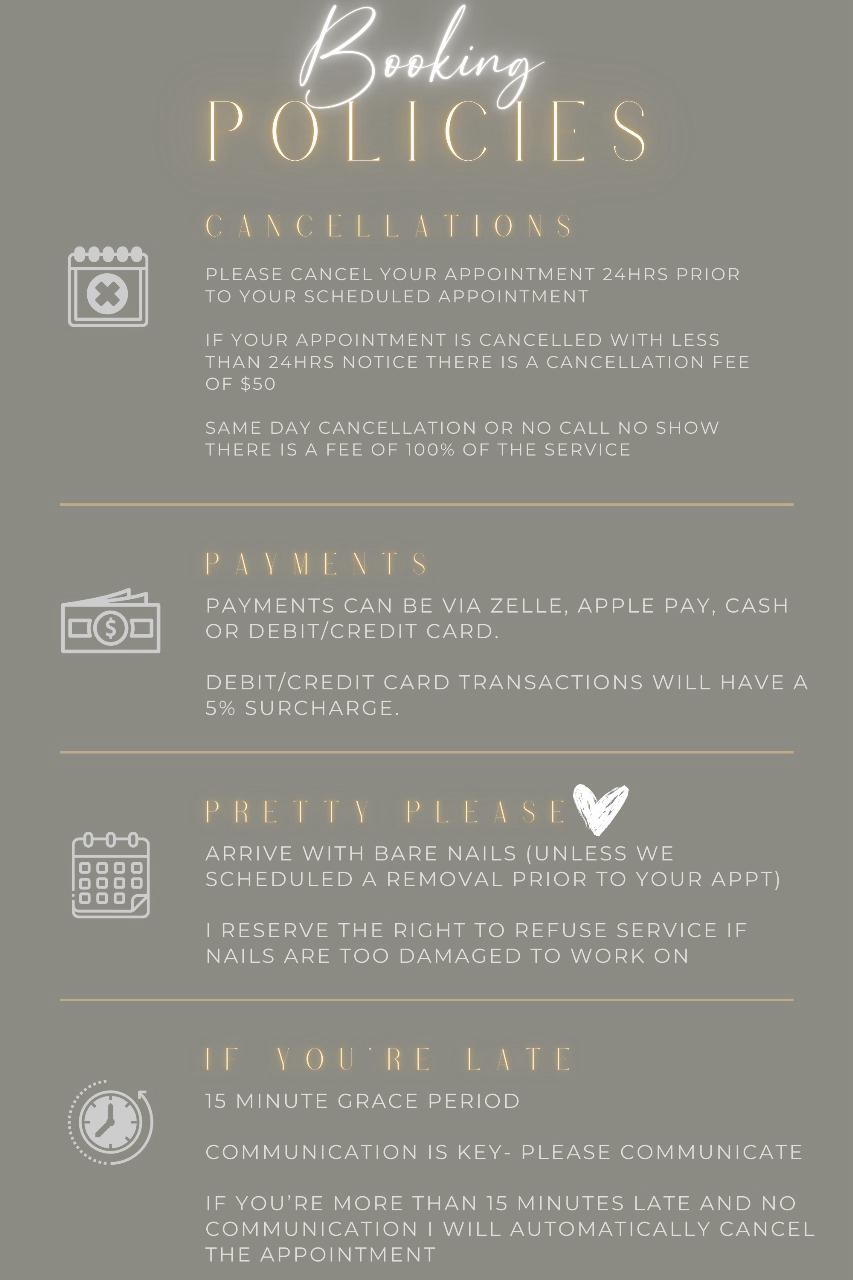 Booking
POLICIES
CANCELLATIONS
PLEASE CANCEL YOUR APPOINTMENT 24HRS PRIOR
TO YOUR SCHEDULED APPOINTMENT
IF YOUR APPOINTMENT IS CANCELLED WITH LESS
THAN 24HRS NOTICE THERE IS A CANCELLATION FEE
OF $50
SAME DAY CANCELLATION OR NO CALL NO SHOW
THERE IS A FEE OF 100% OF THE SERVICE
PAYMENTS
$
PAYMENTS CAN BE VIA ZELLE, APPLE PAY, CASH
OR DEBIT/CREDIT CARD.
DEBIT/CREDIT CARD TRANSACTIONS WILL HAVE A
5% SURCHARGE.
PRETTY PLEASE
ARRIVE WITH BARE NAILS (UNLESS WE
SCHEDULED A REMOVAL PRIOR TO YOUR APPT)
I RESERVE THE RIGHT TO REFUSE SERVICE IF
NAILS ARE TOO DAMAGED TO WORK ON
IF YOU'RE LATE
15 MINUTE GRACE PERIOD
COMMUNICATION IS KEY- PLEASE COMMUNICATE
IF YOU’RE MORE THAN 15 MINUTES LATE AND NO
COMMUNICATION I WILL AUTOMATICALLY CANCEL
THE APPOINTMENT